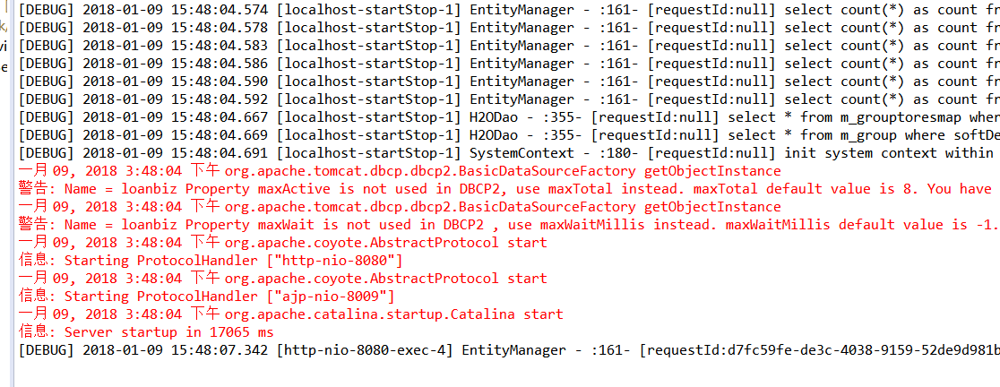 [DEBUG] 2018-01-09 15:48:04.574 [localhost-startStop-1] EntityManager - :161- [requestId:null] select count(*) as count fr
[DEBUG] 2018-01-09 15:48:04.578 [localhost-startStop-1] EntityManager - :161- [requestId:null] select count(*) as count fr
[DEBUG] 2018-01-09 15:48:04.583 [localhost-startStop-1] EntityManager - :161- [requestId:null] select count(*) as count fr
[DEBUG] 2018-01-09 15:48:04.586 [localhost-startStop-1] EntityManager - :161- [requestId:null] select count(*) as count fr
[DEBUG] 2018-01-09 15:48:04.590 [localhost-startStop-1] EntityManager - :161- [requestId:null] select count(*) as count fr
[DEBUG] 2018-01-09 15:48:04.592 [localhost-startStop-1] EntityManager - :161- [requestId:null] select count(*) as count fr
[DEBUG] 2018-01-09 15:48:04.667 [localhost-startStop-1] H2ODao - :355- [requestId:null] select * from m_grouptoresmap wher
[DEBUG] 2018-01-09 15:48:04.669 [localhost-startStop-1] H2ODao - :355- [requestId:null] select * from m_group where softDe
[DEBUG] 2018-01-09 15:48:04.691 [localhost-startStop-1] SystemContext - :180- [requestId:null] init system context within
一月 09, 2018 3:48:04 下午 org.apache.tomcat.dbcp.dbcp2.BasicDataSourceFactory getObjectInstance
警告: Name = loanbiz Property maxActive is not used in DBCP2, use maxTotal instead. maxTotal default value is 8. You have
一月 09, 2018 3:48:04 下午 org.apache.tomcat.dbcp.dbcp2.BasicDataSourceFactory getObjectInstance
警告: Name = loanbiz Property maxWait is not used in DBCP2 , use maxWaitMillis instead. maxWaitMillis default value is -1.
一月 09, 2018 3:48:04 下午 org.apache.coyote.AbstractProtocol start
信息: Starting ProtocolHandler ["http-nio-8080"]
一月 09, 2018 3:48:04 下午 org.apache.coyote.AbstractProtocol start
信息: Starting ProtocolHandler ["ajp-nio-8009"]
一月 09, 2018 3:48:04 下午 org.apache.catalina.startup.Catalina start
信息: Server startup in 17065 ms
[DEBUG] 2018-01-09 15:48:07.342 [http-nio-8080-exec-4] EntityManager - :161- [requestId:d7fc59fe-de3c-4038-9159-52de9d981b